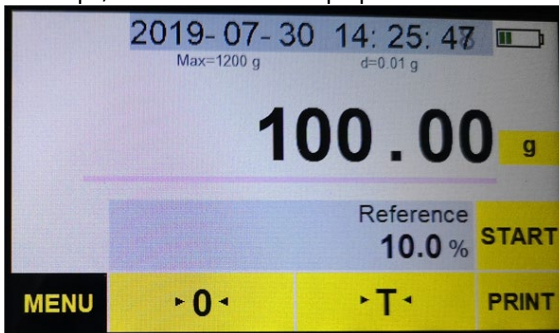 2019-07-30 14:25:47
Max=1200 g d=0.01 g
100.00 g
Reference
10.0 % START
MENU ▸0◂ ▸T◂ PRINT